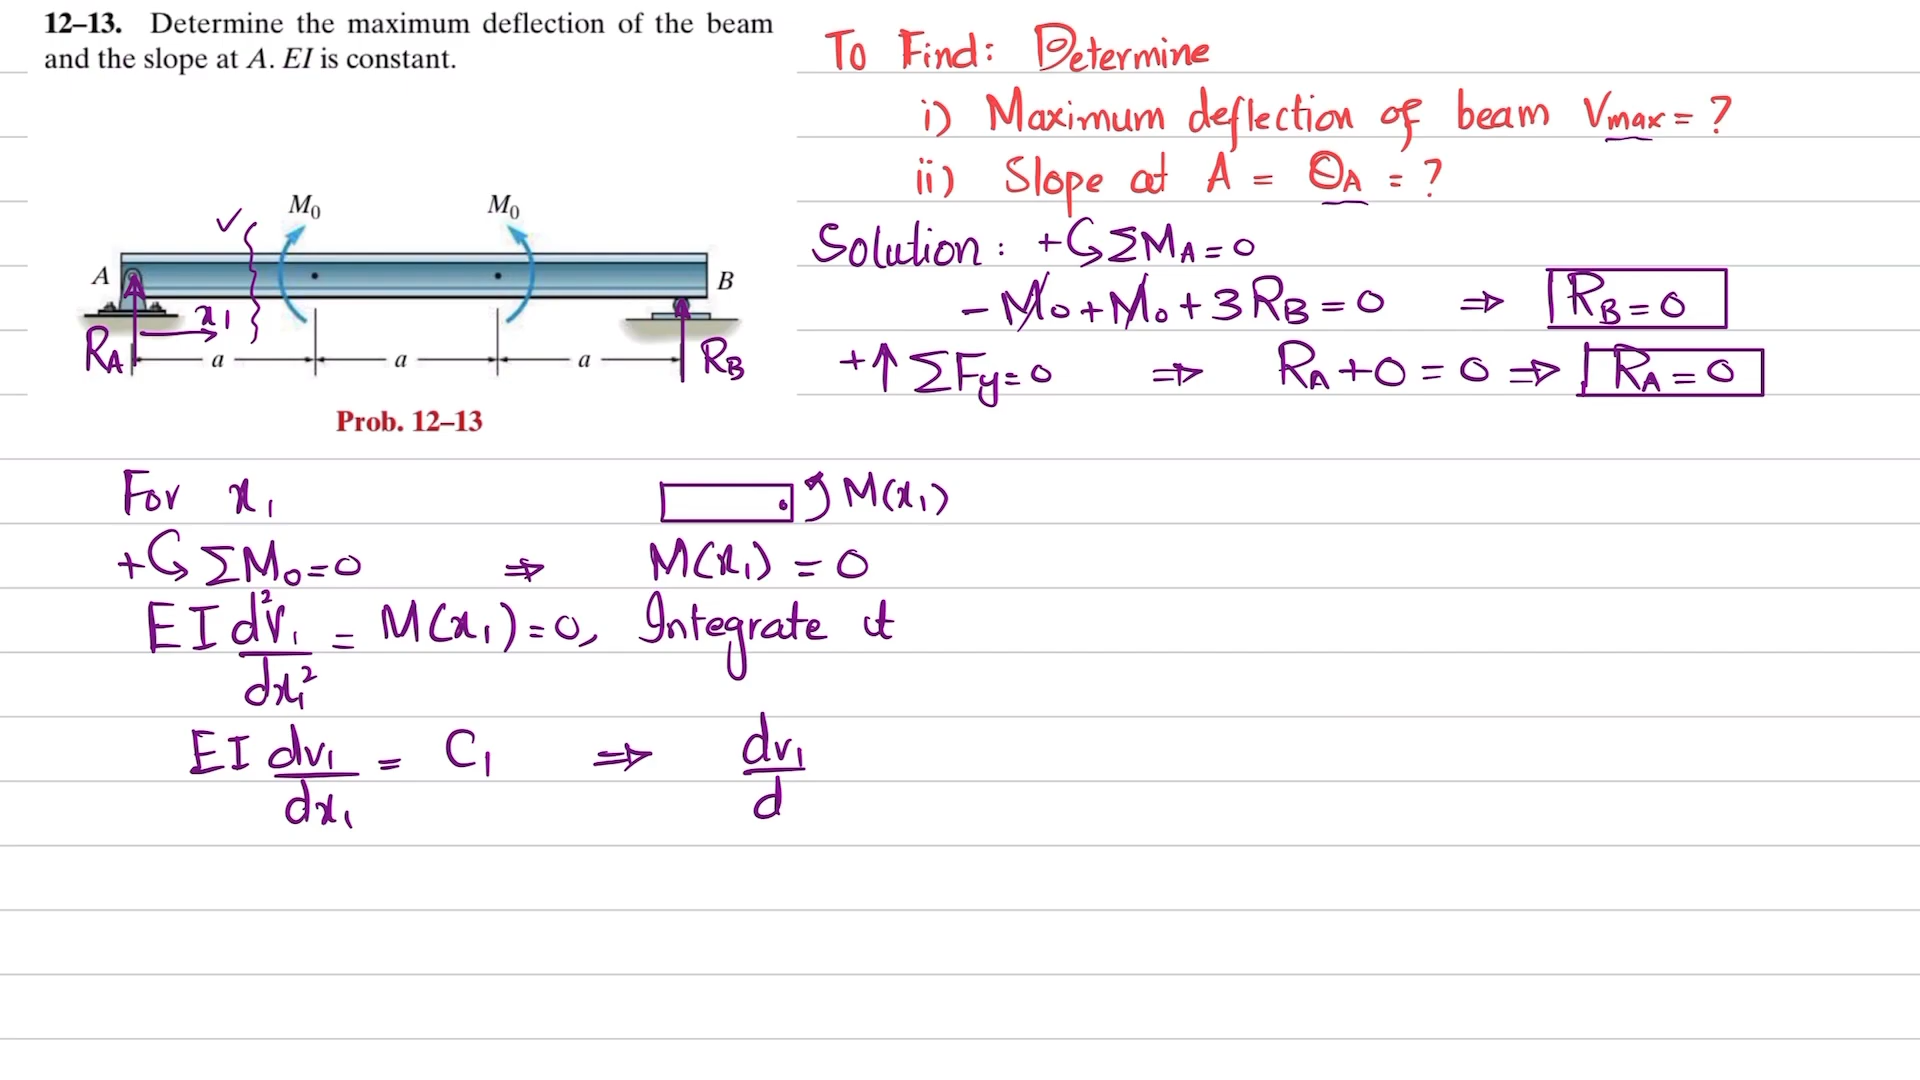 12–13. Determine the maximum deflection of the beam
and the slope at A. EI is constant.
To Find: Determine
i) Maximum deflection of beam Vmax = ?
ii) Slope at A = θA = ?
Solution: +↺ΣMA=0
-M0+M0+3RB=0 ⇒ RB=0
+↑ΣFy=0 ⇒ RA+0=0 ⇒ RA=0
M0 M0
A B
x1
RA a a a RB
Prob. 12–13
For x1
M(x1)
+↺ΣMo=0 ⇒ M(x1) = 0
EI d²v1/dx1² = M(x1)=0, Integrate it
EI dv1/dx1 = C1 ⇒ dv1/d